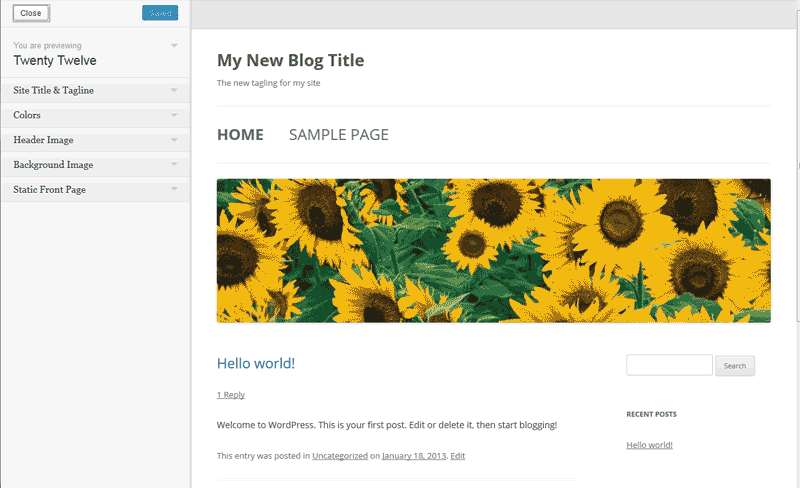 Close
Saved
You are previewing
Twenty Twelve
Site Title & Tagline
Colors
Header Image
Background Image
Static Front Page
My New Blog Title
The new tagling for my site
HOME SAMPLE PAGE
Hello world!
1 Reply
Welcome to WordPress. This is your first post. Edit or delete it, then start blogging!
This entry was posted in Uncategorized on January 18, 2013. Edit
Search
RECENT POSTS
Hello world!